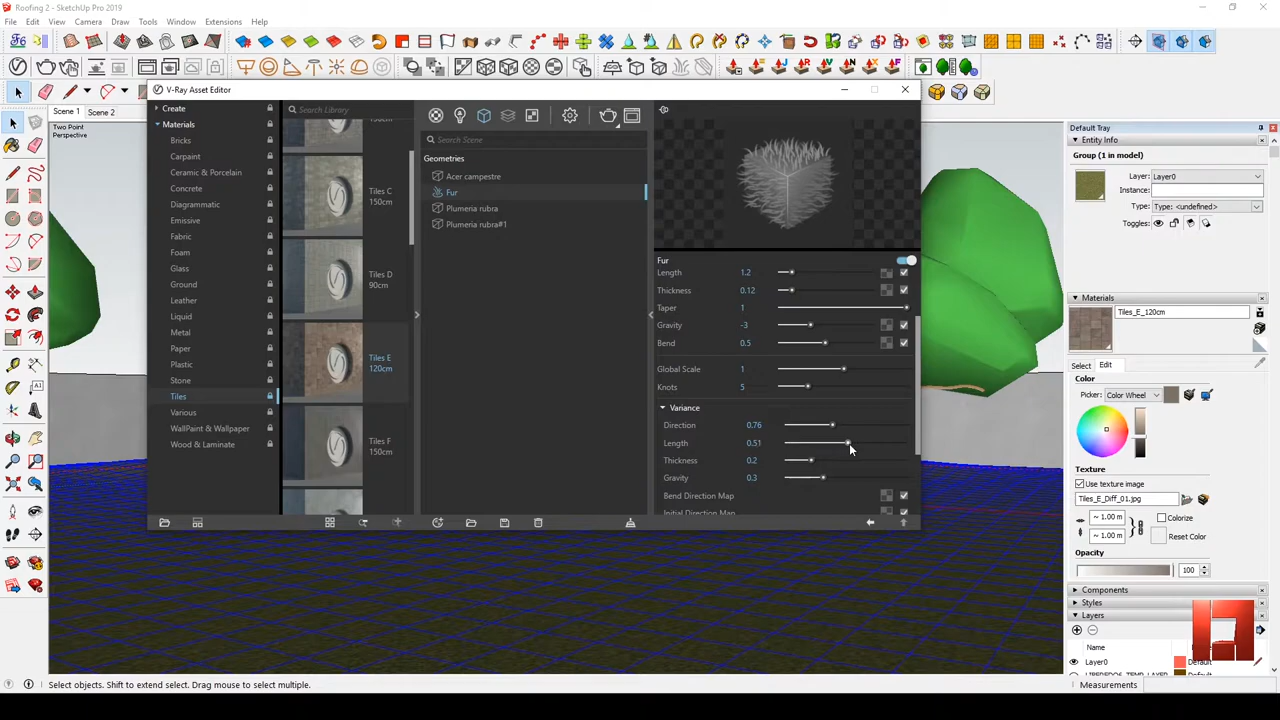 Roofing 2 - SketchUp Pro 2019
File Edit View Camera Draw Tools Window Extensions Help
Scene 1 Scene 2
Two Point
Perspective
V-Ray Asset Editor
Create
Materials
Bricks
Carpaint
Ceramic & Porcelain
Concrete
Diagrammatic
Emissive
Fabric
Foam
Glass
Ground
Leather
Liquid
Metal
Paper
Plastic
Stone
Tiles
Various
WallPaint & Wallpaper
Wood & Laminate
Search Library
150cm
Tiles C
150cm
Tiles D
90cm
Tiles E
120cm
Tiles F
150cm
Search Scene
Geometries
Acer campestre
Fur
Plumeria rubra
Plumeria rubra#1
Fur
Length 1.2
Thickness 0.12
Taper 1
Gravity -3
Bend 0.5
Global Scale 1
Knots 5
Variance
Direction 0.76
Length 0.51
Thickness 0.2
Gravity 0.3
Bend Direction Map
Initial Direction Map
Default Tray
Entity Info
Group (1 in model)
Layer: Layer0
Instance:
Type: Type: <undefined>
Toggles:
Materials
Tiles_E_120cm
Select Edit
Color
Picker: Color Wheel
Texture
Use texture image
Tiles_E_Diff_01.jpg
~ 1.00 m Colorize
~ 1.00 m Reset Color
Opacity
100
Components
Styles
Layers
Name
Layer0 Default
Default
Select objects. Shift to extend select. Drag mouse to select multiple.
Measurements